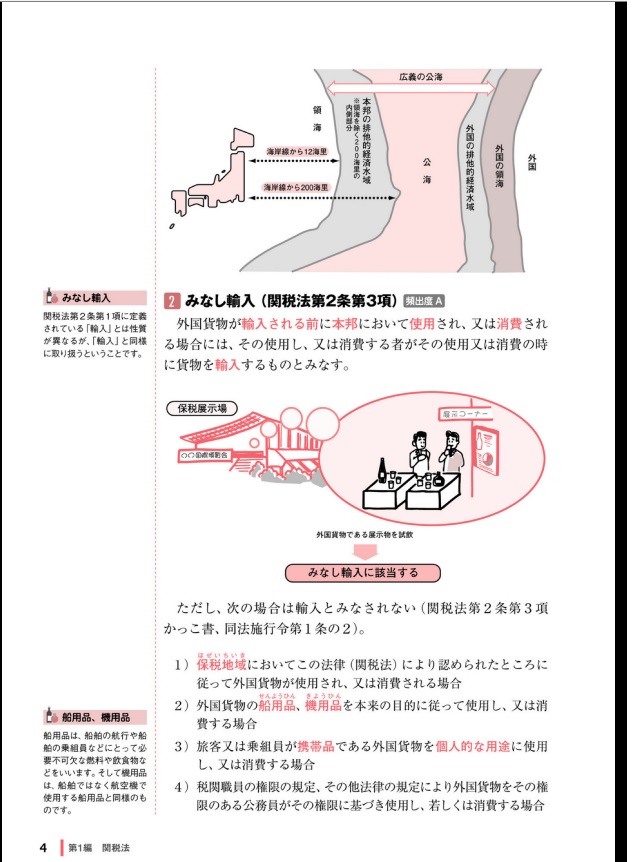 広義の公海
領海
本邦の排他的経済水域
※領海を除く200海里の
内側部分
公海
外国の排他的経済水域
外国の領海
外国
海岸線から12海里
海岸線から200海里
みなし輸入
関税法第2条第1項に定義
されている「輸入」とは性質
が異なるが、「輸入」と同様
に取り扱うということです。
2 みなし輸入（関税法第2条第3項） 頻出度 A
外国貨物が輸入される前に本邦において使用され、又は消費され
る場合には、その使用し、又は消費する者がその使用又は消費の時
に貨物を輸入するものとみなす。
保税展示場
〇〇国際博覧会
展示コーナー
外国貨物である展示物を試飲
みなし輸入に該当する
ただし、次の場合は輸入とみなされない（関税法第2条第3項
かっこ書、同法施行令第1条の2）。
ほぜいちいき
1）保税地域においてこの法律（関税法）により認められたところに
従って外国貨物が使用され、又は消費される場合
せんようひん きようひん
2）外国貨物の船用品、機用品を本来の目的に従って使用し、又は消
費する場合
3）旅客又は乗組員が携帯品である外国貨物を個人的な用途に使用
し、又は消費する場合
4）税関職員の権限の規定、その他法律の規定により外国貨物をその権
限のある公務員がその権限に基づき使用し、若しくは消費する場合
船用品、機用品
船用品は、船舶の航行や船
舶の乗組員などにとって必
要不可欠な燃料や飲食物な
どをいいます。そして機用品
は、船舶ではなく航空機で
使用する船用品と同様のも
のです。
4 第1編 関税法